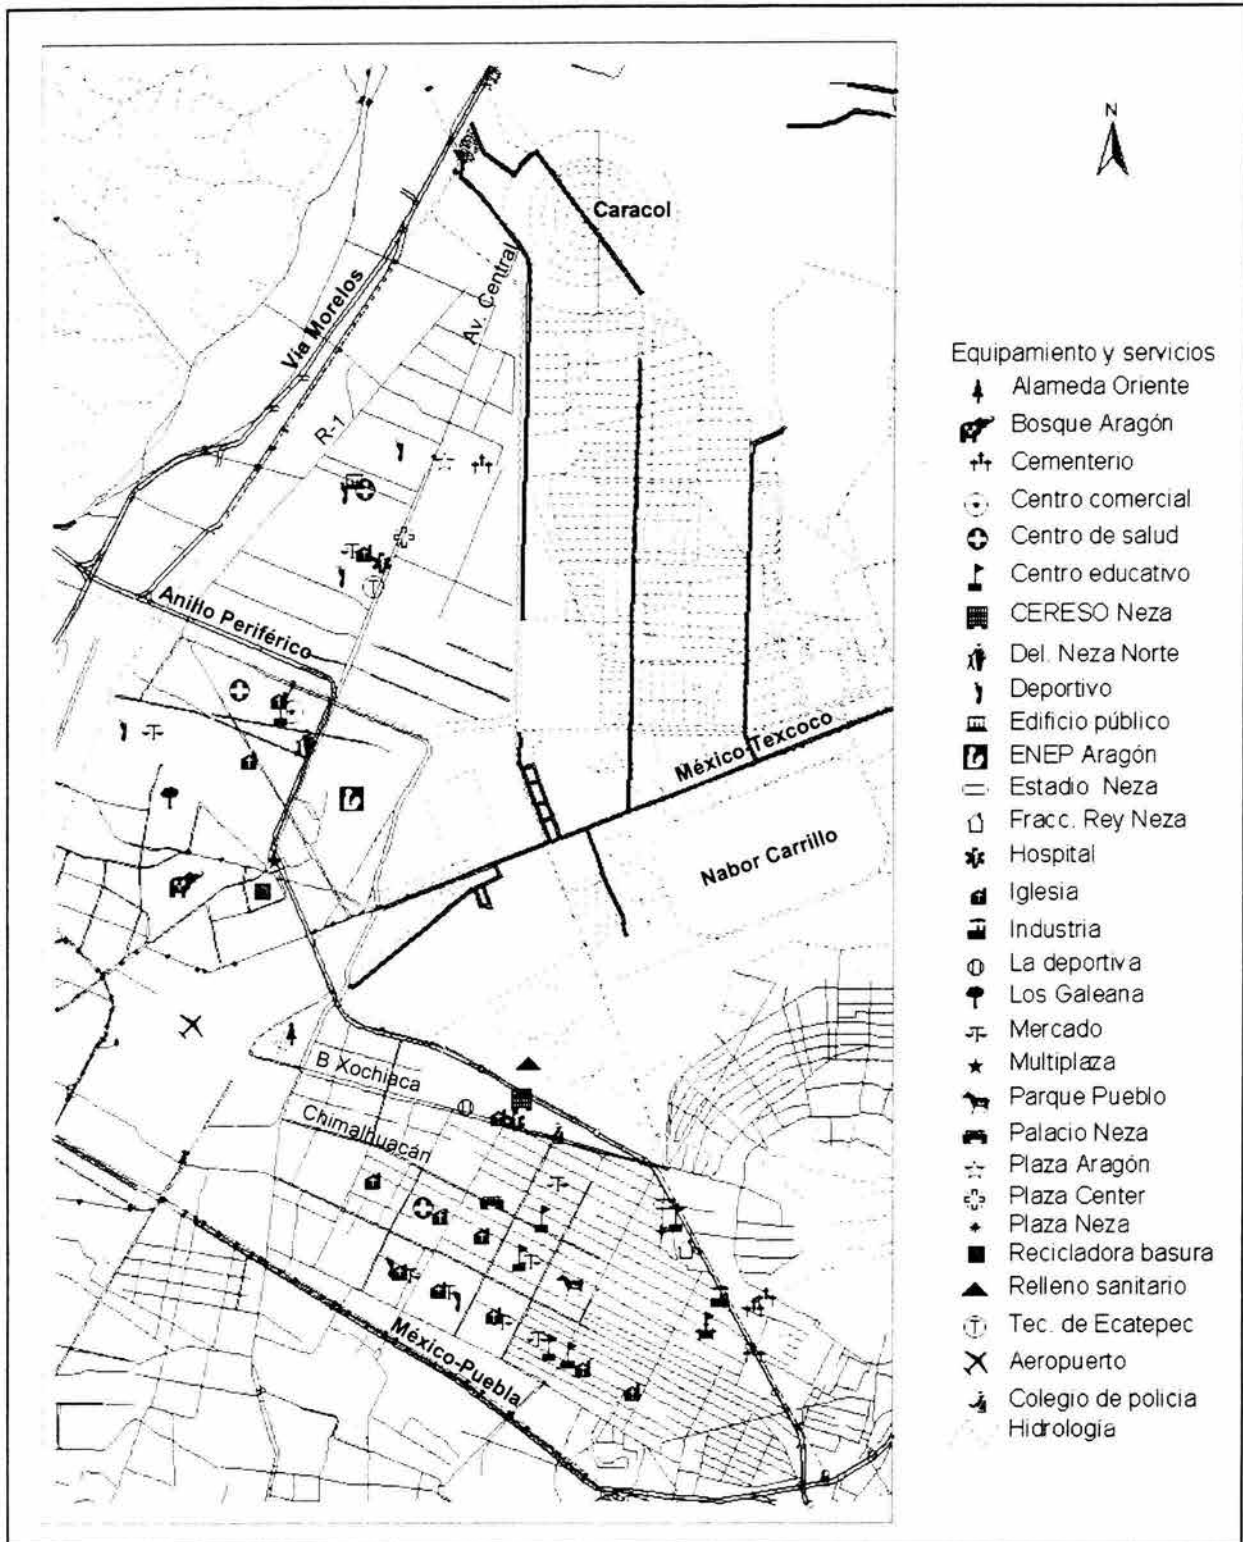 N
Caracol
Av. Central
Via Morelos
R-1
Anillo Periférico
México-Texcoco
Nabor Carrillo
B Xochiaca
Chimalhuacán
México-Puebla
Equipamiento y servicios
Alameda Oriente
Bosque Aragón
Cementerio
Centro comercial
Centro de salud
Centro educativo
CERESO Neza
Del. Neza Norte
Deportivo
Edificio público
ENEP Aragón
Estadio Neza
Fracc. Rey Neza
Hospital
Iglesia
Industria
La deportiva
Los Galeana
Mercado
Multiplaza
Parque Pueblo
Palacio Neza
Plaza Aragón
Plaza Center
Plaza Neza
Recicladora basura
Relleno sanitario
Tec. de Ecatepec
Aeropuerto
Colegio de policia
Hidrología